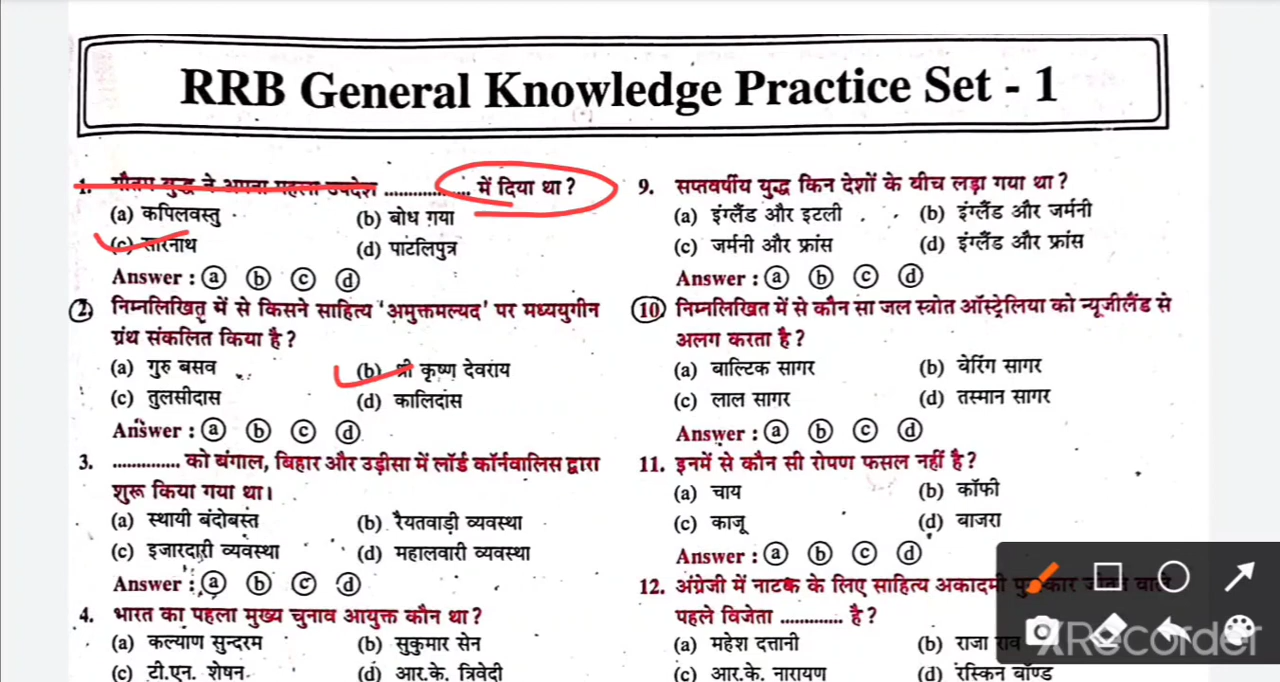 RRB General Knowledge Practice Set - 1
1. गौतम बुद्ध ने अपना पहला उपदेश .................. में दिया था?
(a) कपिलवस्तु (b) बोध गया
(c) सारनाथ (d) पाटलिपुत्र
Answer : (a) (b) (c) (d)
(2) निम्नलिखित में से किसने साहित्य 'अमुक्तमल्यद' पर मध्ययुगीन
ग्रंथ संकलित किया है?
(a) गुरु बसव (b) श्री कृष्ण देवराय
(c) तुलसीदास (d) कालिदास
Answer : (a) (b) (c) (d)
3. .............. को बंगाल, बिहार और उड़ीसा में लॉर्ड कॉर्नवालिस द्वारा
शुरू किया गया था।
(a) स्थायी बंदोबस्त (b) रैयतवाड़ी व्यवस्था
(c) इजारदारी व्यवस्था (d) महालवारी व्यवस्था
Answer : (a) (b) (c) (d)
4. भारत का पहला मुख्य चुनाव आयुक्त कौन था?
(a) कल्याण सुन्दरम (b) सुकुमार सेन
(c) टी.एन. शेषन (d) आर.के. त्रिवेदी
9. सप्तवर्षीय युद्ध किन देशों के बीच लड़ा गया था?
(a) इंग्लैंड और इटली (b) इंग्लैंड और जर्मनी
(c) जर्मनी और फ्रांस (d) इंग्लैंड और फ्रांस
Answer : (a) (b) (c) (d)
(10) निम्नलिखित में से कौन सा जल स्त्रोत ऑस्ट्रेलिया को न्यूजीलैंड से
अलग करता है?
(a) बाल्टिक सागर (b) बेरिंग सागर
(c) लाल सागर (d) तस्मान सागर
Answer : (a) (b) (c) (d)
11. इनमें से कौन सी रोपण फसल नहीं है?
(a) चाय (b) कॉफी
(c) काजू (d) बाजरा
Answer : (a) (b) (c) (d)
12. अंग्रेजी में नाटक के लिए साहित्य अकादमी वाले
पहले विजेता ............. है?
(a) महेश दत्तानी (b) राजा राव
(c) आर.के. नारायण (d) रस्किन बॉण्ड
XRecorder